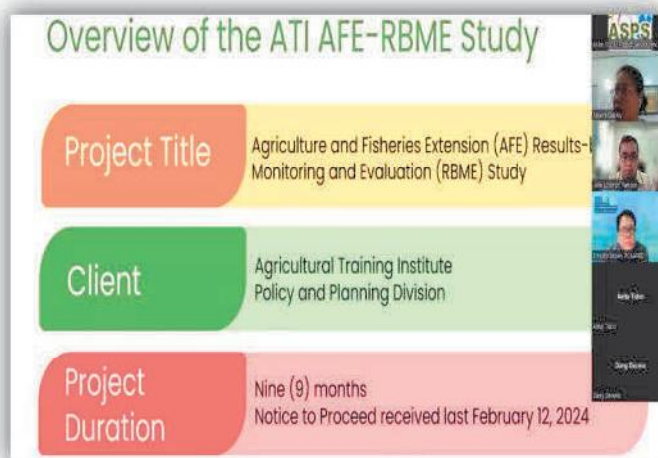 Overview of the ATI AFE-RBME Study
ASPS
Project Title
Agriculture and Fisheries Extension (AFE) Results-
Monitoring and Evaluation (RBME) Study
Client
Agricultural Training Institute
Policy and Planning Division
Project
Duration
Nine (9) months
Notice to Proceed received last February 12, 2024